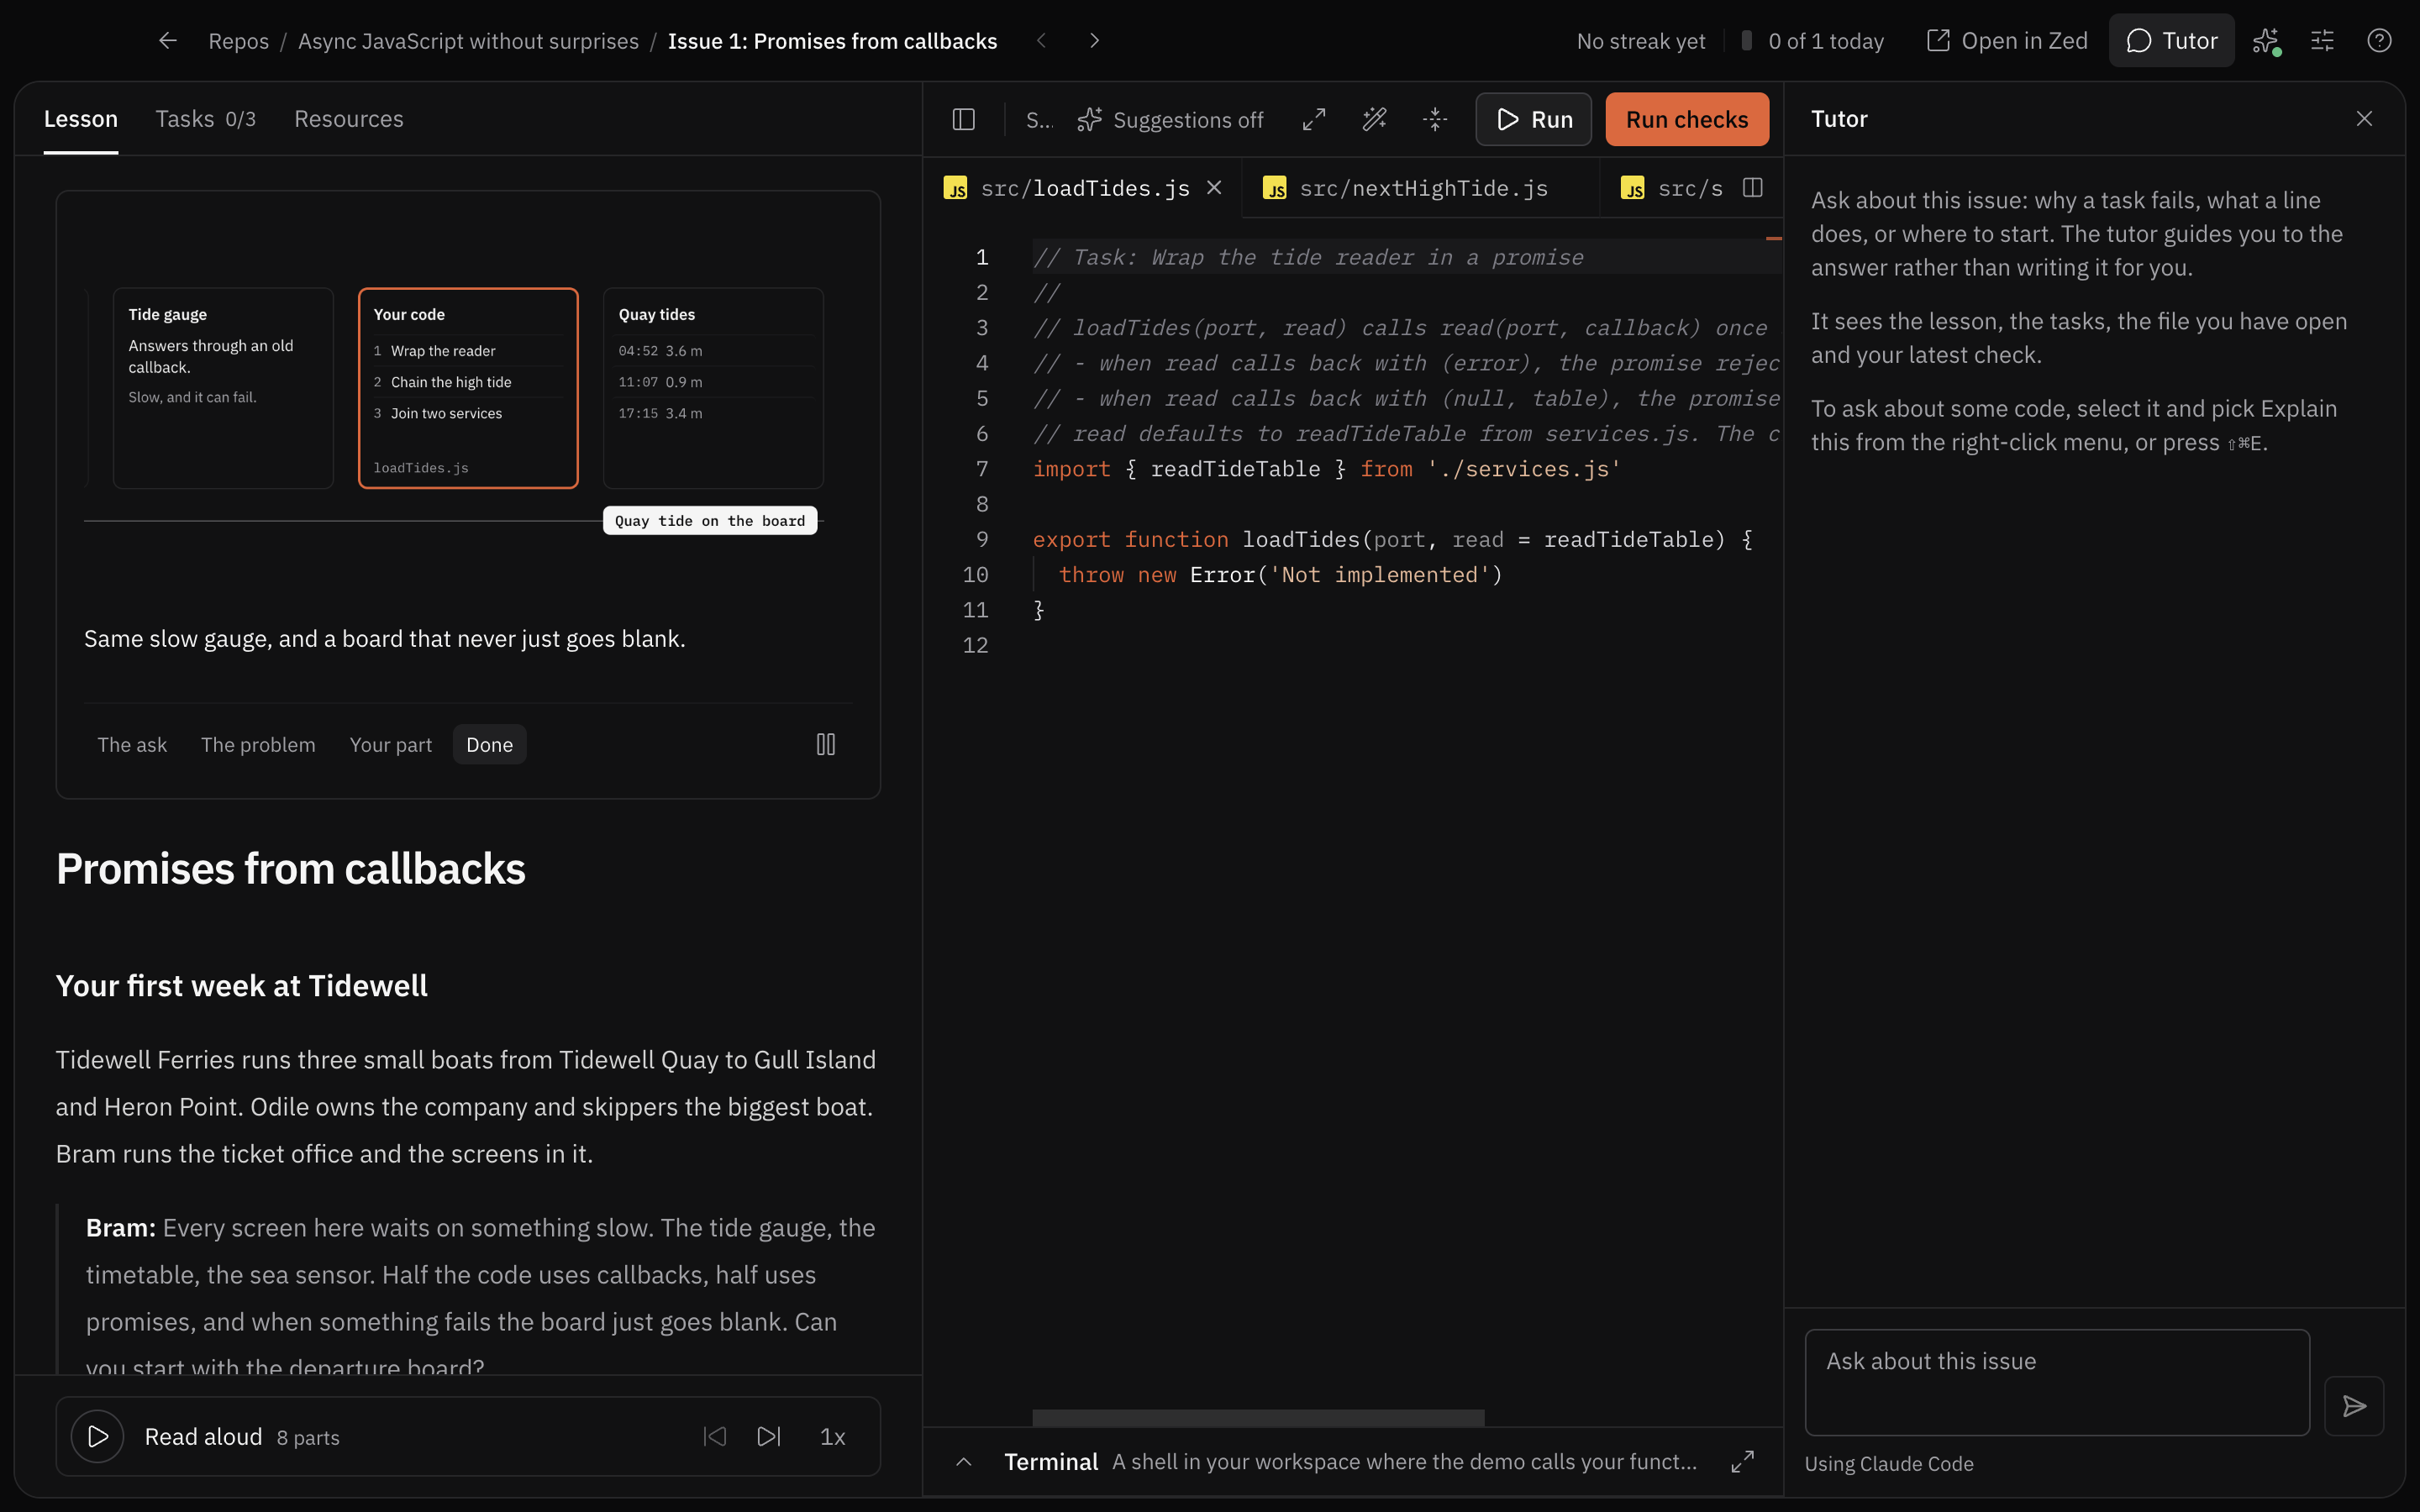 Repos / Async JavaScript without surprises / Issue 1: Promises from callbacks
No streak yet
0 of 1 today
Open in Zed
Tutor
Lesson
Tasks 0/3
Resources
Tide gauge
Answers through an old
callback.
Slow, and it can fail.
Your code
1 Wrap the reader
2 Chain the high tide
3 Join two services
loadTides.js
Quay tides
04:52 3.6 m
11:07 0.9 m
17:15 3.4 m
Quay tide on the board
Same slow gauge, and a board that never just goes blank.
The ask
The problem
Your part
Done
Promises from callbacks
Your first week at Tidewell
Tidewell Ferries runs three small boats from Tidewell Quay to Gull Island
and Heron Point. Odile owns the company and skippers the biggest boat.
Bram runs the ticket office and the screens in it.
Bram: Every screen here waits on something slow. The tide gauge, the
timetable, the sea sensor. Half the code uses callbacks, half uses
promises, and when something fails the board just goes blank. Can
you start with the departure board?
Read aloud 8 parts
1x
S...
Suggestions off
Run
Run checks
JS src/loadTides.js
JS src/nextHighTide.js
JS src/s
1 // Task: Wrap the tide reader in a promise
2 //
3 // loadTides(port, read) calls read(port, callback) once
4 // - when read calls back with (error), the promise rejec
5 // - when read calls back with (null, table), the promise
6 // read defaults to readTideTable from services.js. The c
7 import { readTideTable } from './services.js'
8
9 export function loadTides(port, read = readTideTable) {
10 throw new Error('Not implemented')
11 }
12
Terminal A shell in your workspace where the demo calls your funct...
Tutor
Ask about this issue: why a task fails, what a line
does, or where to start. The tutor guides you to the
answer rather than writing it for you.
It sees the lesson, the tasks, the file you have open
and your latest check.
To ask about some code, select it and pick Explain
this from the right-click menu, or press ⇧⌘E.
Ask about this issue
Using Claude Code